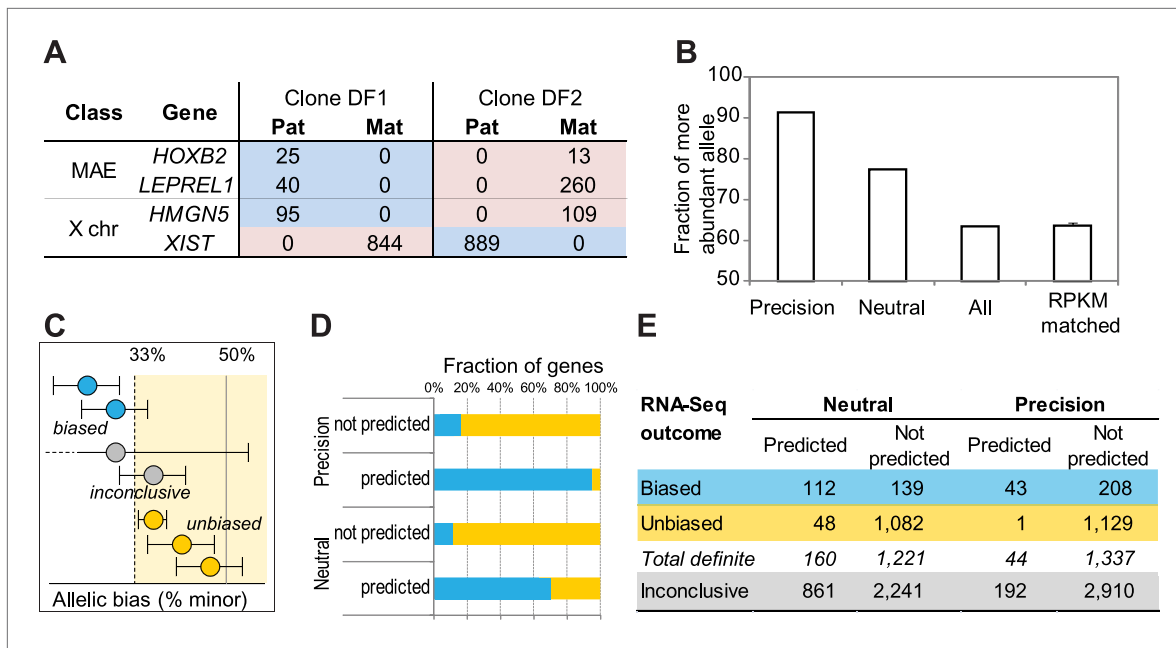 A
Clone DF1 Clone DF2
Class Gene Pat Mat Pat Mat
MAE
HOXB2 25 0 0 13
LEPREL1 40 0 0 260
X chr
HMGN5 95 0 0 109
XIST 0 844 889 0
B
Fraction of more
abundant allele
100
90
80
70
60
50
Precision Neutral All RPKM
matched
C
33% 50%
biased
inconclusive
unbiased
Allelic bias (% minor)
D
Fraction of genes
0% 20% 40% 60% 80% 100%
Precision
not predicted
predicted
Neutral
not predicted
predicted
E
RNA-Seq
outcome
Neutral Precision
Predicted Not
predicted Predicted Not
predicted
Biased 112 139 43 208
Unbiased 48 1,082 1 1,129
Total definite 160 1,221 44 1,337
Inconclusive 861 2,241 192 2,910